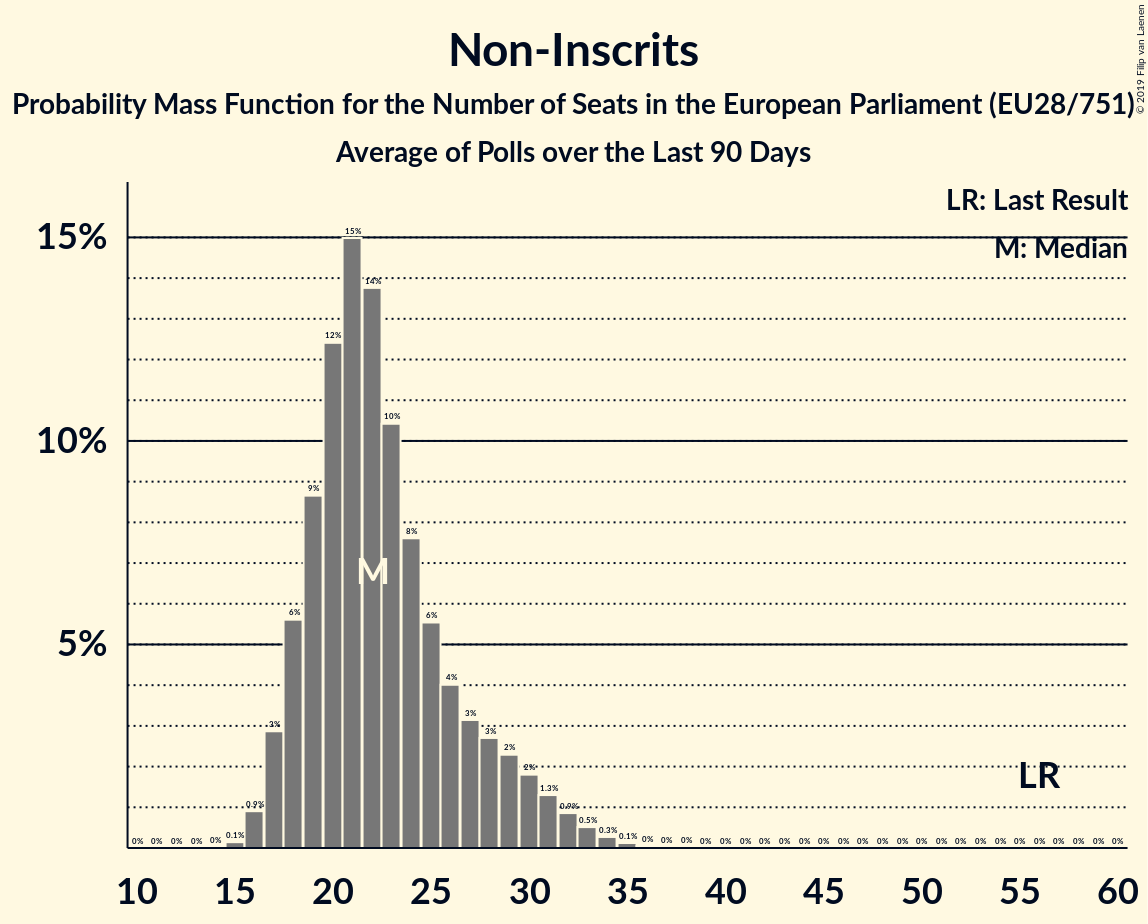 Non-Inscrits
© 2019 Filip van Laenen
Probability Mass Function for the Number of Seats in the European Parliament (EU28/751)
Average of Polls over the Last 90 Days
LR: Last Result
M: Median
15%
10%
5%
0% 0% 0% 0% 0% 0.1% 0.9% 3% 6% 9% 12% 15% 14% 10% 8% 6% 4% 3% 3% 2% 2% 1.3% 0.9% 0.5% 0.3% 0.1% 0% 0% 0% 0% 0% 0% 0% 0% 0% 0% 0% 0% 0% 0% 0% 0% 0% 0% 0% 0% 0% 0% 0% 0% 0%
M
LR
10 15 20 25 30 35 40 45 50 55 60